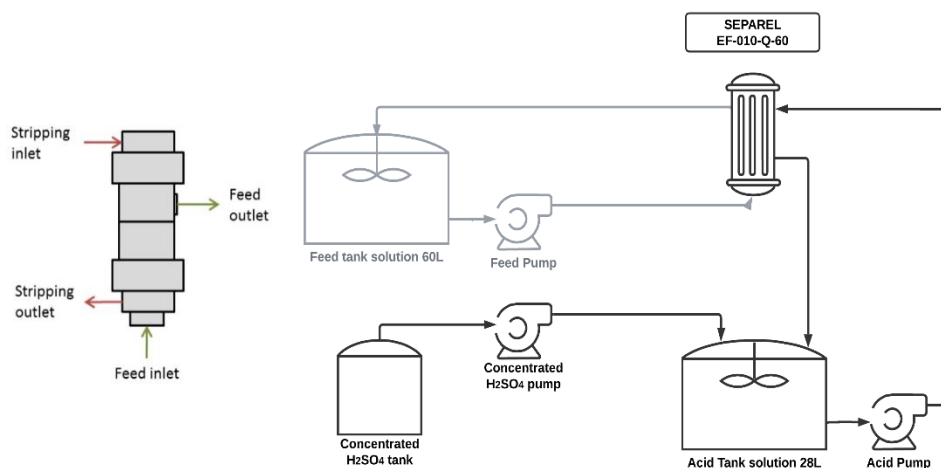 SEPAREL
EF-010-Q-60
Stripping
inlet
Feed
outlet
Stripping
outlet
Feed inlet
Feed tank solution 60L
Feed Pump
Concentrated
H₂SO₄ pump
Concentrated
H₂SO₄ tank
Acid Tank solution 28L
Acid Pump